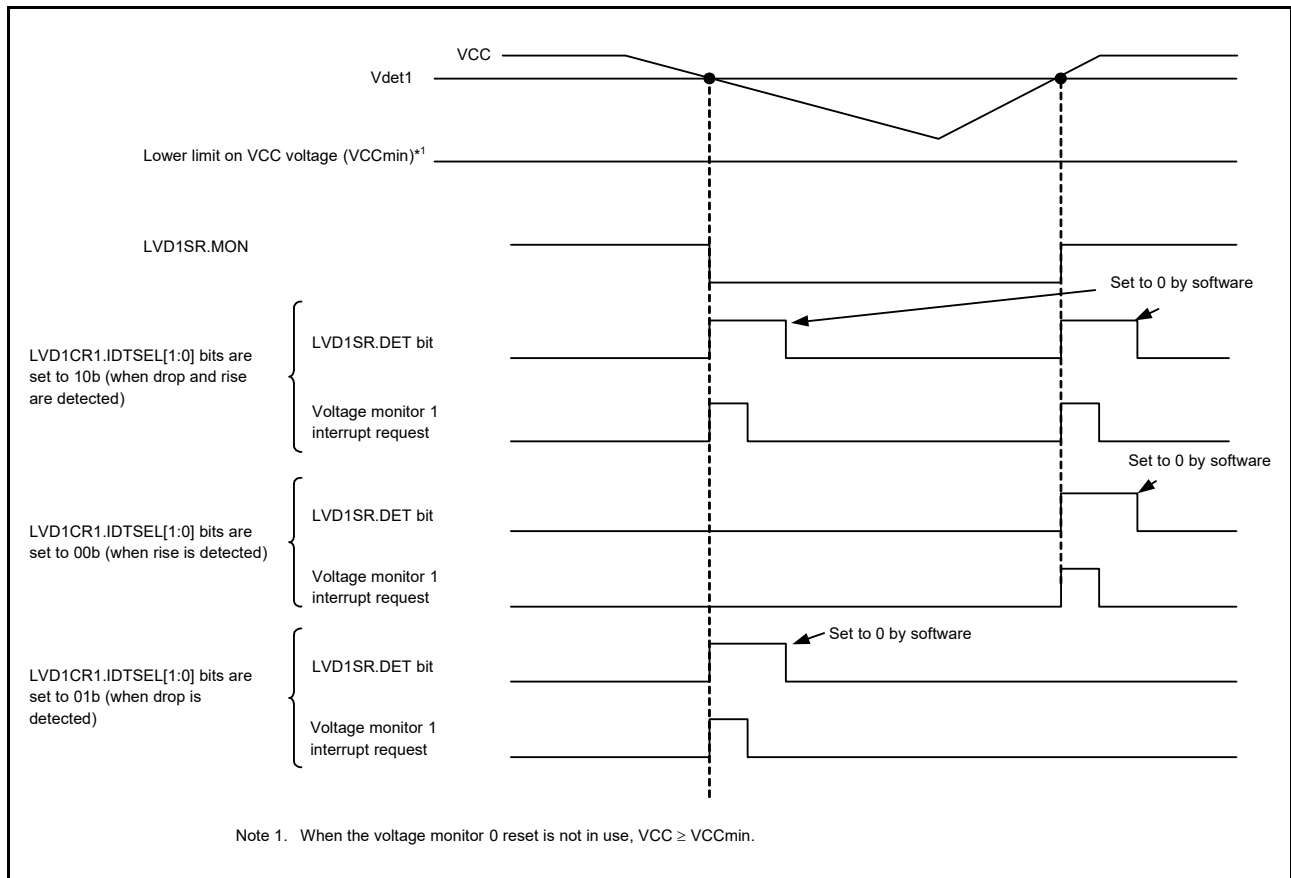 VCC
Vdet1
Lower limit on VCC voltage (VCCmin)*1
LVD1SR.MON
Set to 0 by software
LVD1CR1.IDTSEL[1:0] bits are
set to 10b (when drop and rise
are detected)
LVD1SR.DET bit
Voltage monitor 1
interrupt request
Set to 0 by software
LVD1CR1.IDTSEL[1:0] bits are
set to 00b (when rise is detected)
LVD1SR.DET bit
Voltage monitor 1
interrupt request
Set to 0 by software
LVD1CR1.IDTSEL[1:0] bits are
set to 01b (when drop is
detected)
LVD1SR.DET bit
Voltage monitor 1
interrupt request
Note 1. When the voltage monitor 0 reset is not in use, VCC ≥ VCCmin.